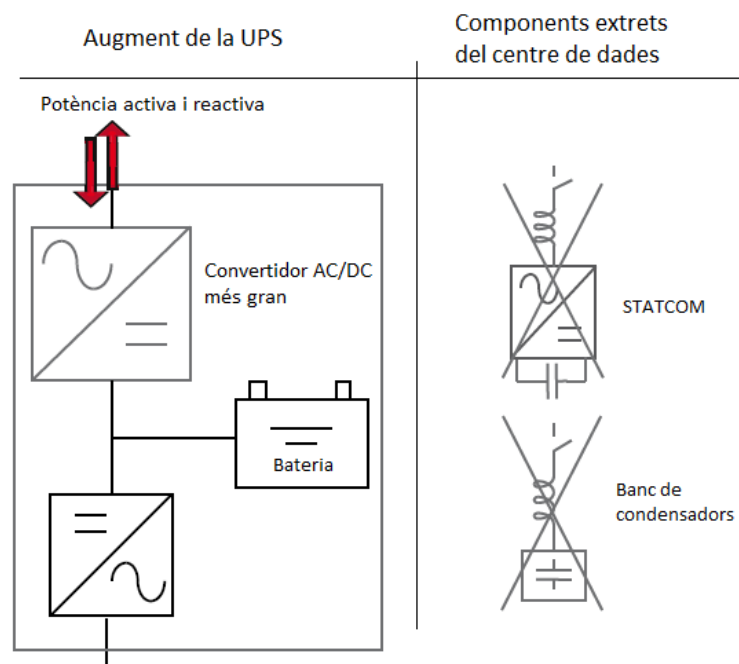 Augment de la UPS
Components extrets
del centre de dades
Potència activa i reactiva
Convertidor AC/DC
més gran
STATCOM
Bateria
Banc de
condensadors